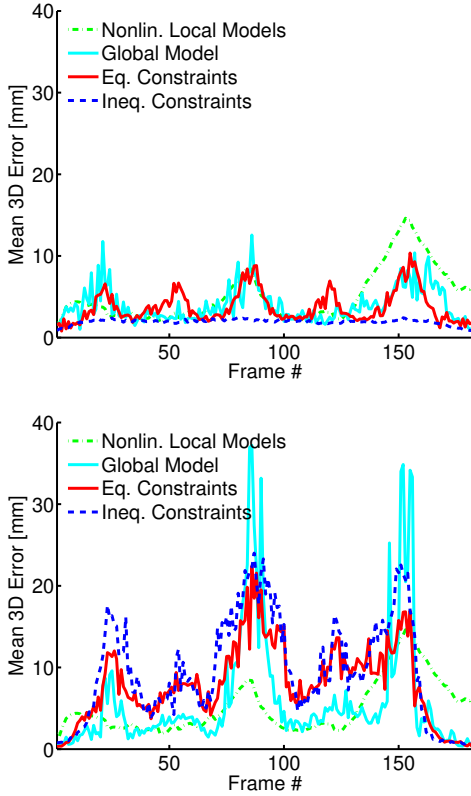 40
30
20
10
Mean 3D Error [mm]
Nonlin. Local Models
Global Model
Eq. Constraints
Ineq. Constraints
50 100 150
Frame #
40
30
20
10
0
Mean 3D Error [mm]
Nonlin. Local Models
Global Model
Eq. Constraints
Ineq. Constraints
50 100 150
Frame #